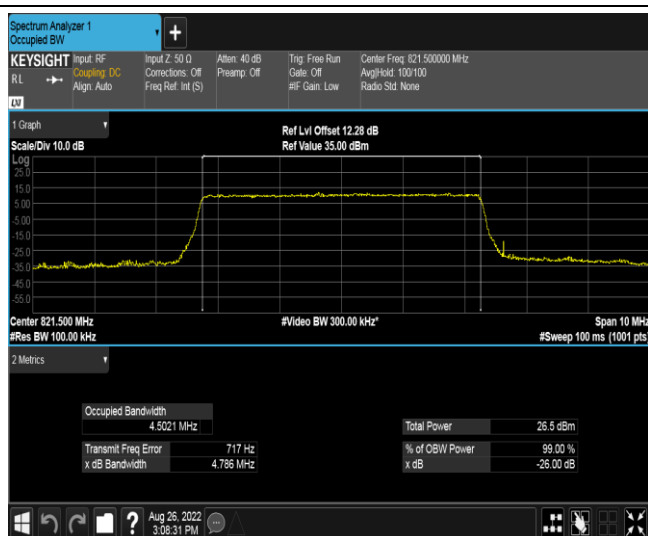 Spectrum Analyzer 1
Occupied BW
+
KEYSIGHT Input: RF Input Z: 50 Ω Atten: 40 dB Trig: Free Run Center Freq: 821.500000 MHz
RL Coupling: DC Corrections: Off Preamp: Off Gate: Off Avg|Hold: 100/100
Align: Auto Freq Ref: Int (S) #IF Gain: Low Radio Std: None
LXI
1 Graph Ref Lvl Offset 12.28 dB
Scale/Div 10.0 dB Ref Value 35.00 dBm
Log
25.0
15.0
5.00
-5.00
-15.0
-25.0
-35.0
-45.0
-55.0
Center 821.500 MHz #Video BW 300.00 kHz* Span 10 MHz
#Res BW 100.00 kHz #Sweep 100 ms (1001 pts)
2 Metrics
Occupied Bandwidth
4.5021 MHz Total Power 26.5 dBm
Transmit Freq Error 717 Hz % of OBW Power 99.00 %
x dB Bandwidth 4.786 MHz x dB -26.00 dB
? Aug 26, 2022
3:08:31 PM